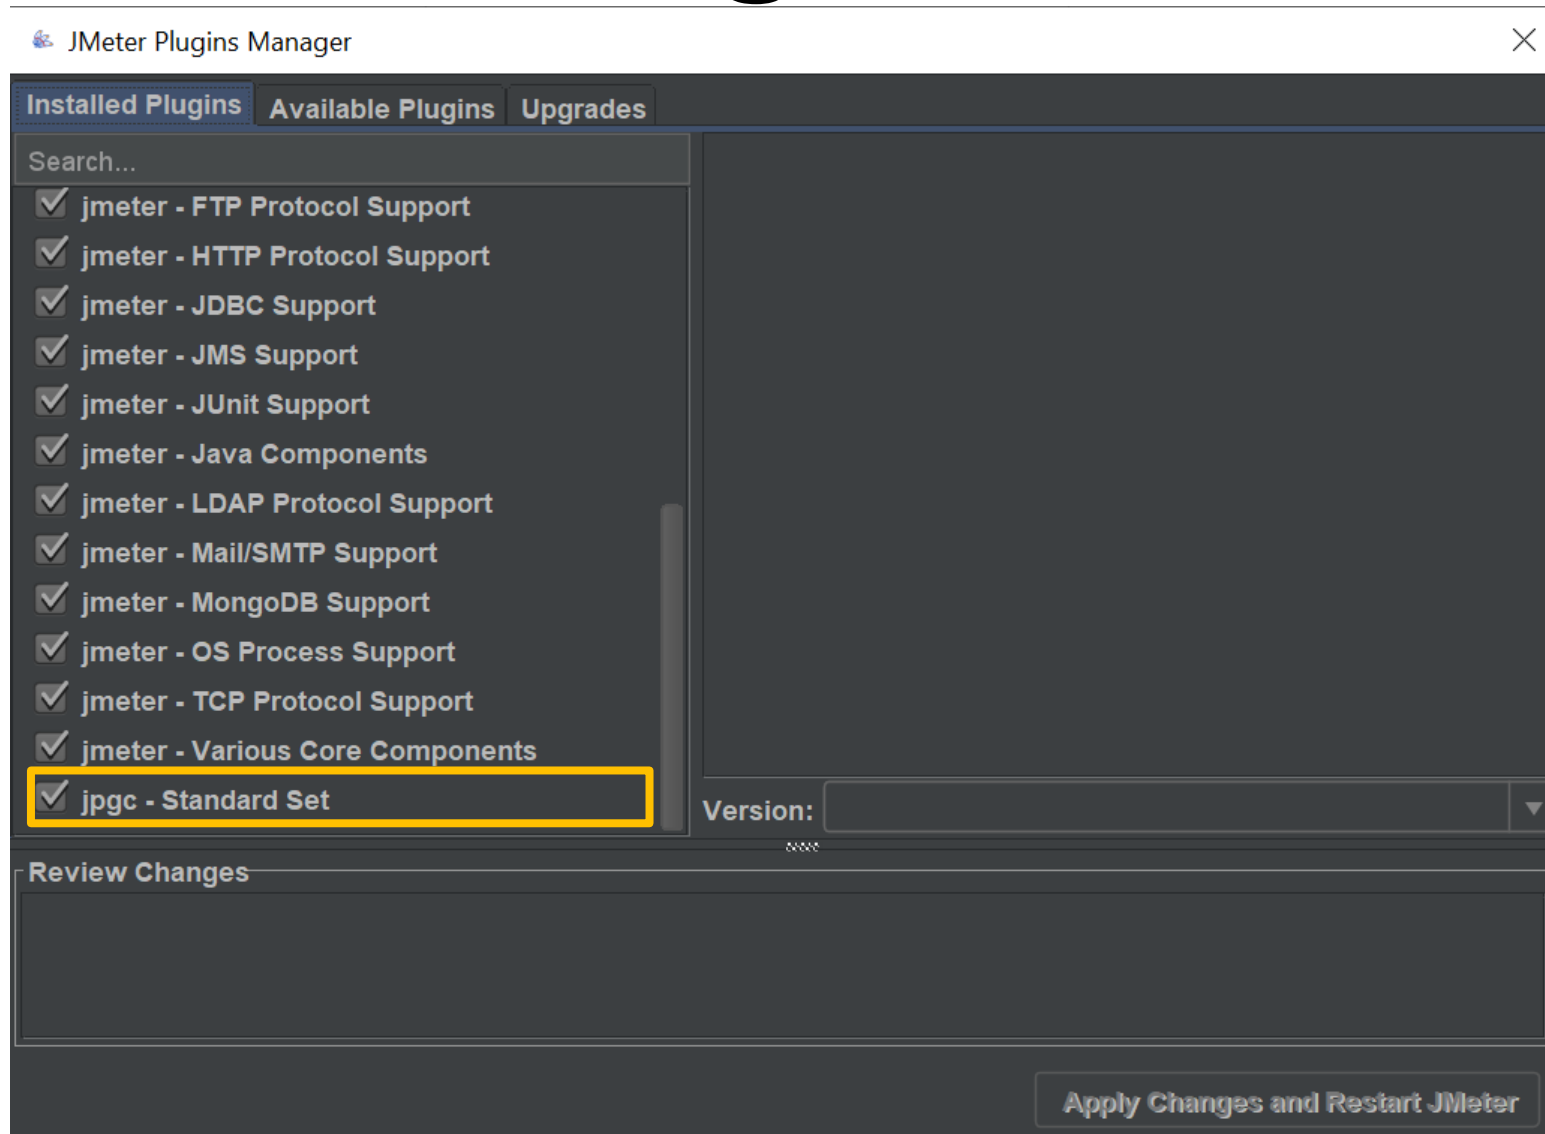 JMeter Plugins Manager
Installed Plugins Available Plugins Upgrades
Search...
jmeter - FTP Protocol Support
jmeter - HTTP Protocol Support
jmeter - JDBC Support
jmeter - JMS Support
jmeter - JUnit Support
jmeter - Java Components
jmeter - LDAP Protocol Support
jmeter - Mail/SMTP Support
jmeter - MongoDB Support
jmeter - OS Process Support
jmeter - TCP Protocol Support
jmeter - Various Core Components
jpgc - Standard Set
Version:
Review Changes
Apply Changes and Restart JMeter